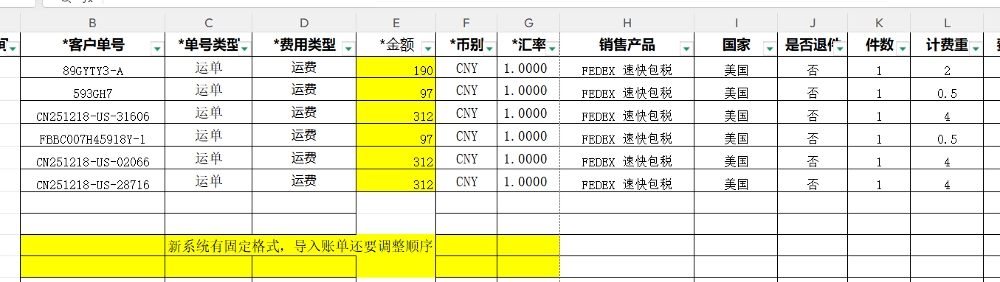 B C D E F G H I J K L
*客户单号 *单号类型 *费用类型 *金额 *币别 *汇率 销售产品 国家 是否退件 件数 计费重
89GYTY3-A 运单 运费 190 CNY 1.0000 FEDEX 速快包税 美国 否 1 2
593GH7 运单 运费 97 CNY 1.0000 FEDEX 速快包税 美国 否 1 0.5
CN251218-US-31606 运单 运费 312 CNY 1.0000 FEDEX 速快包税 美国 否 1 4
FBBC007H45918Y-1 运单 运费 97 CNY 1.0000 FEDEX 速快包税 美国 否 1 0.5
CN251218-US-02066 运单 运费 312 CNY 1.0000 FEDEX 速快包税 美国 否 1 4
CN251218-US-28716 运单 运费 312 CNY 1.0000 FEDEX 速快包税 美国 否 1 4
新系统有固定格式，导入账单还要调整顺序